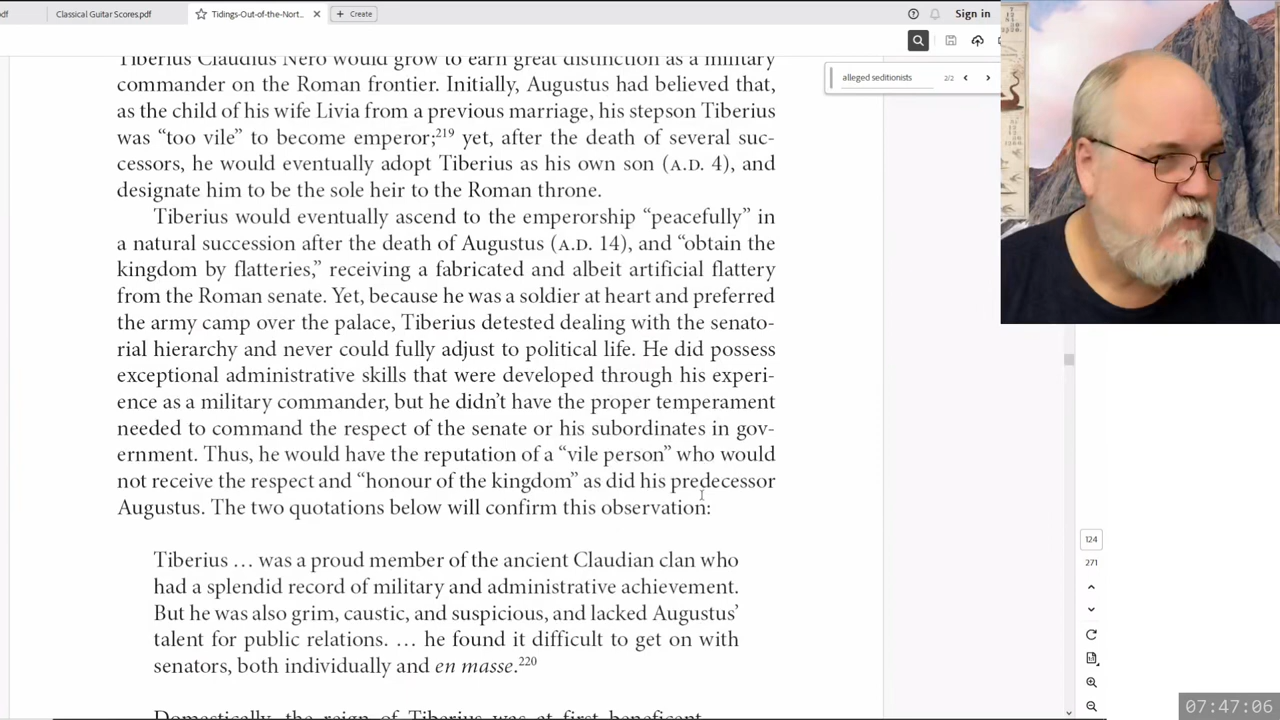 df
Classical Guitar Scores.pdf
Tidings-Out-of-the-Nort...
Create
Sign in
alleged seditionists
2/2
Tiberius Claudius Nero would grow to earn great distinction as a military
commander on the Roman frontier. Initially, Augustus had believed that,
as the child of his wife Livia from a previous marriage, his stepson Tiberius
was “too vile” to become emperor;219 yet, after the death of several suc-
cessors, he would eventually adopt Tiberius as his own son (A.D. 4), and
designate him to be the sole heir to the Roman throne.
Tiberius would eventually ascend to the emperorship “peacefully” in
a natural succession after the death of Augustus (A.D. 14), and “obtain the
kingdom by flatteries,” receiving a fabricated and albeit artificial flattery
from the Roman senate. Yet, because he was a soldier at heart and preferred
the army camp over the palace, Tiberius detested dealing with the senato-
rial hierarchy and never could fully adjust to political life. He did possess
exceptional administrative skills that were developed through his experi-
ence as a military commander, but he didn’t have the proper temperament
needed to command the respect of the senate or his subordinates in gov-
ernment. Thus, he would have the reputation of a “vile person” who would
not receive the respect and “honour of the kingdom” as did his predecessor
Augustus. The two quotations below will confirm this observation:
Tiberius … was a proud member of the ancient Claudian clan who
had a splendid record of military and administrative achievement.
But he was also grim, caustic, and suspicious, and lacked Augustus’
talent for public relations. … he found it difficult to get on with
senators, both individually and en masse.220
Domestically, the reign of Tiberius was at first beneficent
124
271
07:47:06